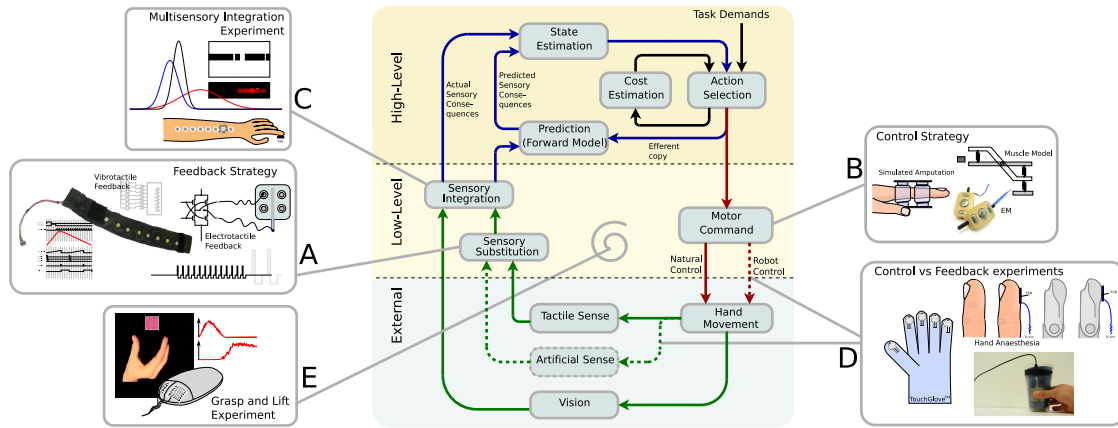 Multisensory Integration
Experiment
C
Vibrotactile
Feedback
Feedback Strategy
Electrotactile
Feedback
A
Grasp and Lift
Experiment
E
High-Level
Low-Level
External
Task Demands
State
Estimation
Actual
Sensory
Conse-
quences
Predicted
Sensory
Conse-
quences
Cost
Estimation
Action
Selection
Prediction
(Forward Model)
Efferent
copy
Sensory
Integration
Sensory
Substitution
Motor
Command
Natural
Control
Robot
Control
Tactile Sense
Hand
Movement
Artificial Sense
Vision
B
Control Strategy
Muscle Model
Simulated Amputation
EM
D
Control vs Feedback experiments
FSR
FSR
Hand Anaesthesia
TouchGlove™